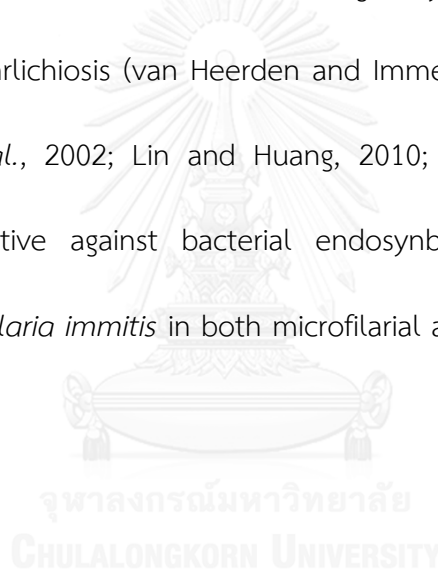 arlichiosis (van Heerden and Imme
al., 2002; Lin and Huang, 2010;
tive against bacterial endosynb
laria immitis in both microfilarial a
จุฬาลงกรณ์มหาวิทยาลัย
CHULALONGKORN UNIVERSITY